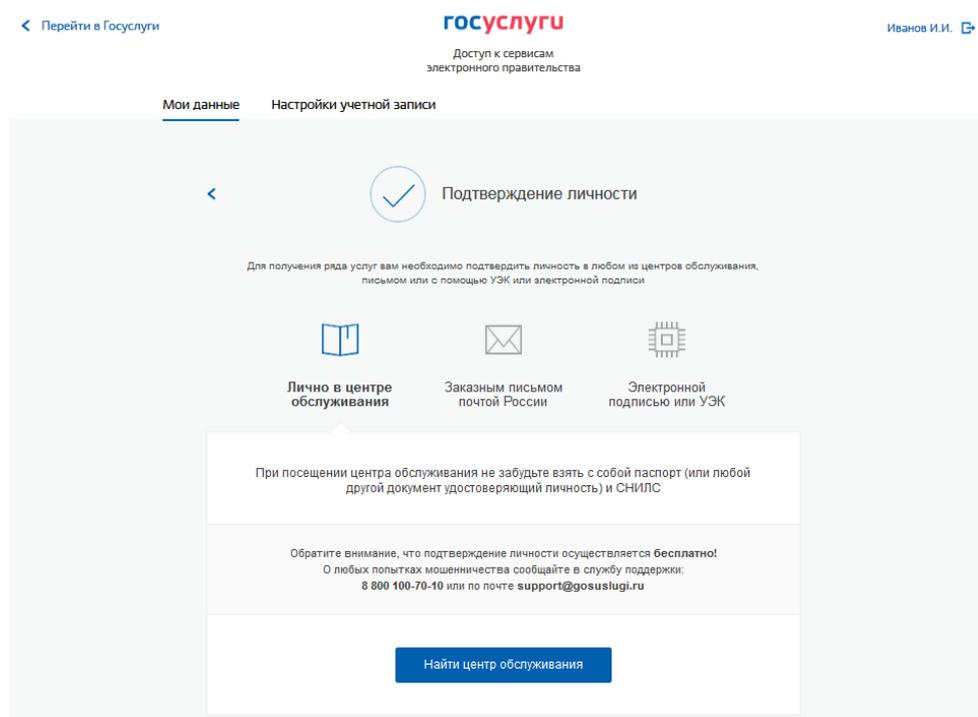 Перейти в Госуслуги
госуслуги
Иванов И.И.
Доступ к сервисам
электронного правительства
Мои данные
Настройки учетной записи
Подтверждение личности
Для получения ряда услуг вам необходимо подтвердить личность в любом из центров обслуживания,
письмом или с помощью УЭК или электронной подписи
Лично в центре
обслуживания
Заказным письмом
почтой России
Электронной
подписью или УЭК
При посещении центра обслуживания не забудьте взять с собой паспорт (или любой
другой документ удостоверяющий личность) и СНИЛС
Обратите внимание, что подтверждение личности осуществляется бесплатно!
О любых попытках мошенничества сообщайте в службу поддержки:
8 800 100-70-10 или по почте support@gosuslugi.ru
Найти центр обслуживания